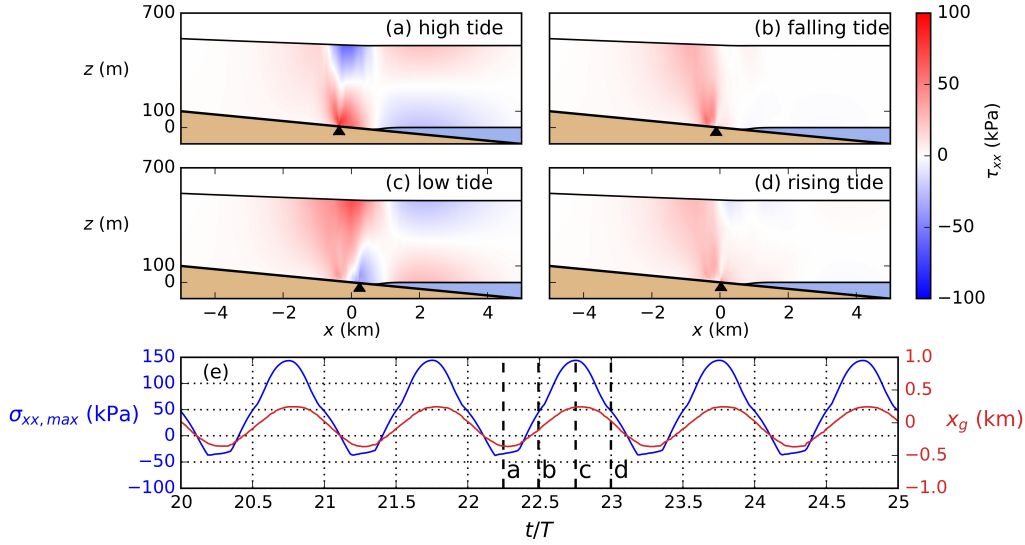 700
z (m)
100
0
(a) high tide
(b) falling tide
100
50
0
−50
−100
τxx (kPa)
700
z (m)
100
0
(c) low tide
(d) rising tide
−4 −2 0 2 4
x (km)
−4 −2 0 2 4
x (km)
(e)
150
100
50
0
−50
−100
σxx, max (kPa)
1.0
0.5
0
−0.5
−1.0
xg (km)
a b c d
20 20.5 21 21.5 22 22.5 23 23.5 24 24.5 25
t/T